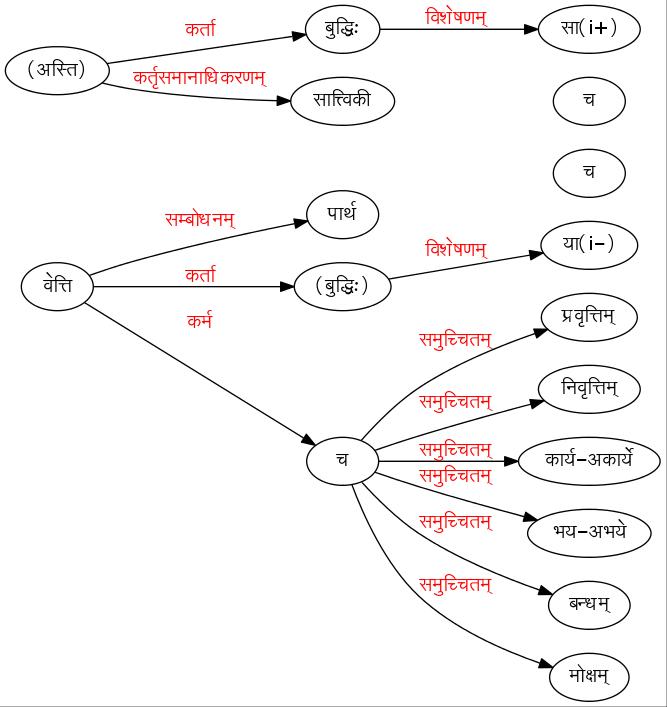 कर्ता
बुद्धिः
विशेषणम्
सा(i+)
(अस्ति)
कर्तृसमानाधिकरणम्
सात्त्विकी
च
च
सम्बोधनम्
पार्थ
वेत्ति
कर्ता
(बुद्धिः)
विशेषणम्
या(i-)
कर्म
च
समुच्चितम्
प्रवृत्तिम्
समुच्चितम्
निवृत्तिम्
समुच्चितम्
कार्य-अकार्ये
समुच्चितम्
भय-अभये
समुच्चितम्
बन्धम्
समुच्चितम्
मोक्षम्